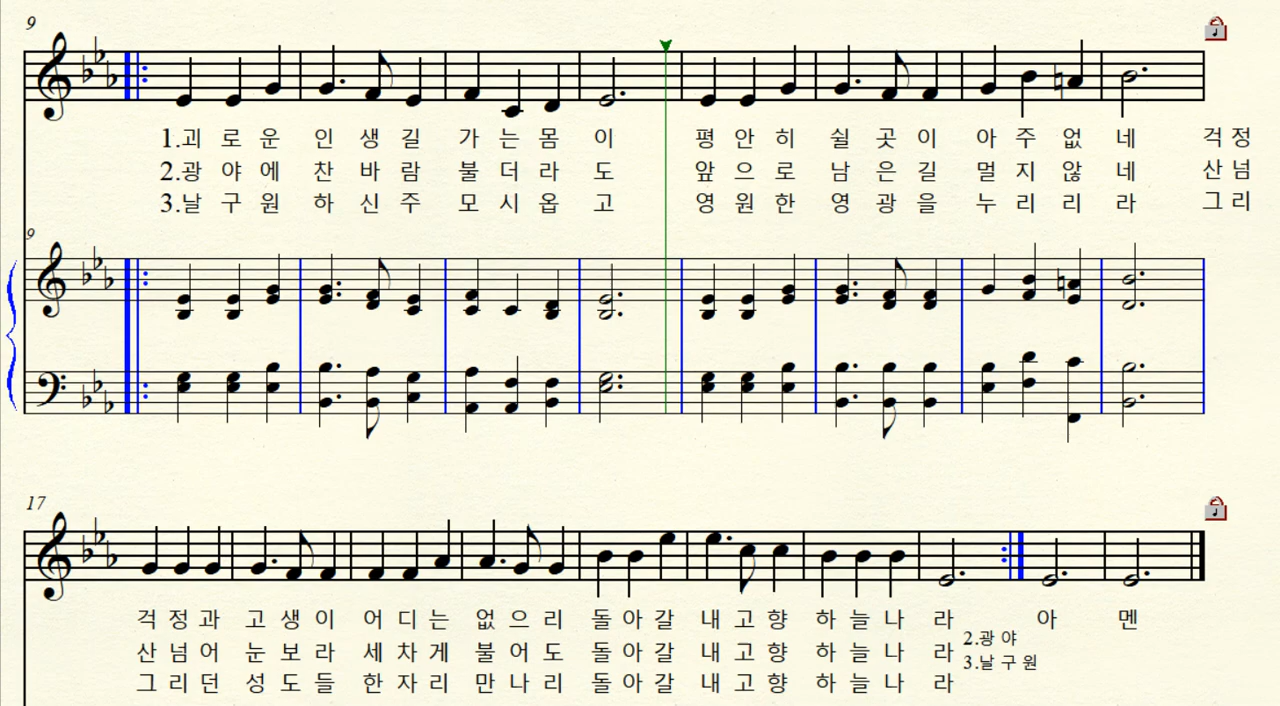 9
1.괴 로 운 인 생 길 가 는 몸 이 평 안 히 쉴 곳 이 아 주 없 네 걱 정
2.광 야 에 찬 바 람 불 더 라 도 앞 으 로 남 은 길 멀 지 않 네 산 넘
3.날 구 원 하 신 주 모 시 옵 고 영 원 한 영 광 을 누 리 리 라 그 리
9
17
걱 정 과 고 생 이 어 디 는 없 으 리 돌 아 갈 내 고 향 하 늘 나 라 아 멘
2.광 야
산 넘 어 눈 보 라 세 차 게 불 어 도 돌 아 갈 내 고 향 하 늘 나 라
3.날 구 원
그 리 던 성 도 들 한 자 리 만 나 리 돌 아 갈 내 고 향 하 늘 나 라